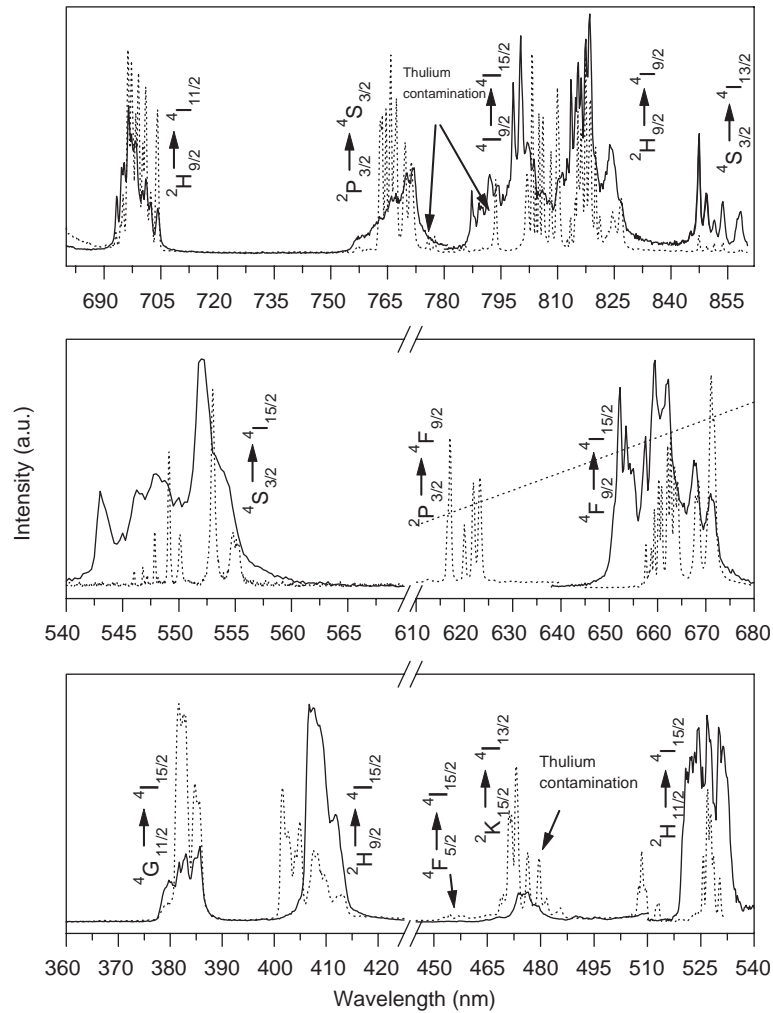 Thulium
contamination
⁴I₁₁/₂
²H₉/₂
⁴S₃/₂
²P₃/₂
⁴I₁₅/₂
⁴I₉/₂
⁴I₉/₂
²H₉/₂
⁴I₁₃/₂
⁴S₃/₂
690 705 720 735 750 765 780 795 810 825 840 855
Intensity (a.u.)
⁴I₁₅/₂
⁴S₃/₂
⁴F₉/₂
²P₃/₂
⁴I₁₅/₂
⁴F₉/₂
540 545 550 555 560 565 610 620 630 640 650 660 670 680
⁴I₁₅/₂
⁴G₁₁/₂
⁴I₁₅/₂
²H₉/₂
⁴I₁₅/₂
⁴F₅/₂
⁴I₁₃/₂
²K₁₅/₂
Thulium
contamination
⁴I₁₅/₂
²H₁₁/₂
360 380 400 420 450 465 480 495 510 525 540
Wavelength (nm)